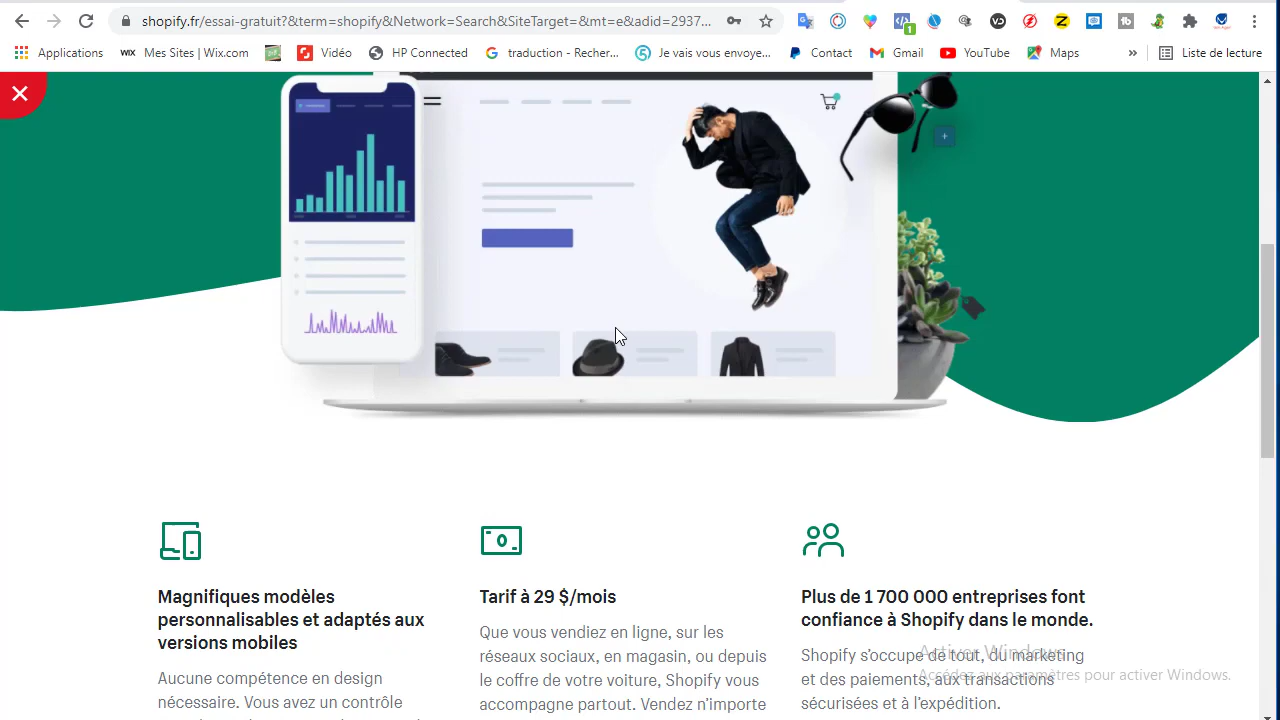 shopify.fr/essai-gratuit?&term=shopify&Network=Search&SiteTarget=&mt=e&adid=2937...
1
Applications
WIX Mes Sites | Wix.com
Vidéo
HP Connected
traduction - Recher...
Je vais vous envoye...
Contact
Gmail
YouTube
Maps
»
Liste de lecture
Magnifiques modèles
personnalisables et adaptés aux
versions mobiles
Aucune compétence en design
nécessaire. Vous avez un contrôle
Tarif à 29 $/mois
Que vous vendiez en ligne, sur les
réseaux sociaux, en magasin, ou depuis
le coffre de votre voiture, Shopify vous
accompagne partout. Vendez n'importe
Plus de 1 700 000 entreprises font
confiance à Shopify dans le monde.
Shopify s'occupe de tout, du marketing
et des paiements, aux transactions
sécurisées et à l'expédition.
Activer Windows
Accédez aux paramètres pour activer Windows.